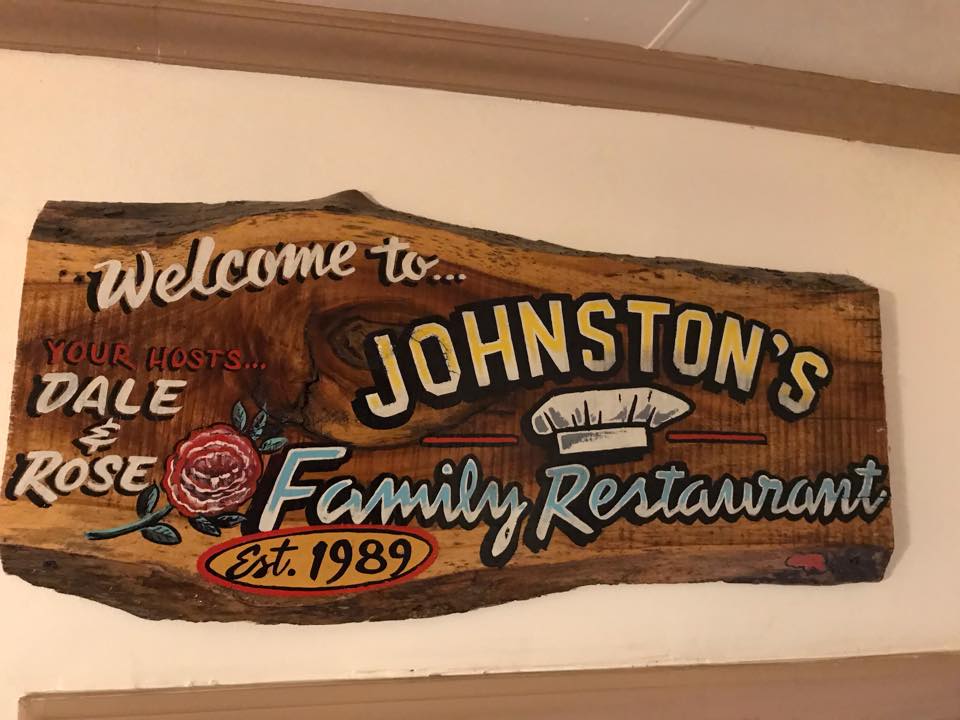 Welcome to...
JOHNSTON'S
YOUR HOSTS...
DALE
&
ROSE
Family Restaurant
Est. 1989